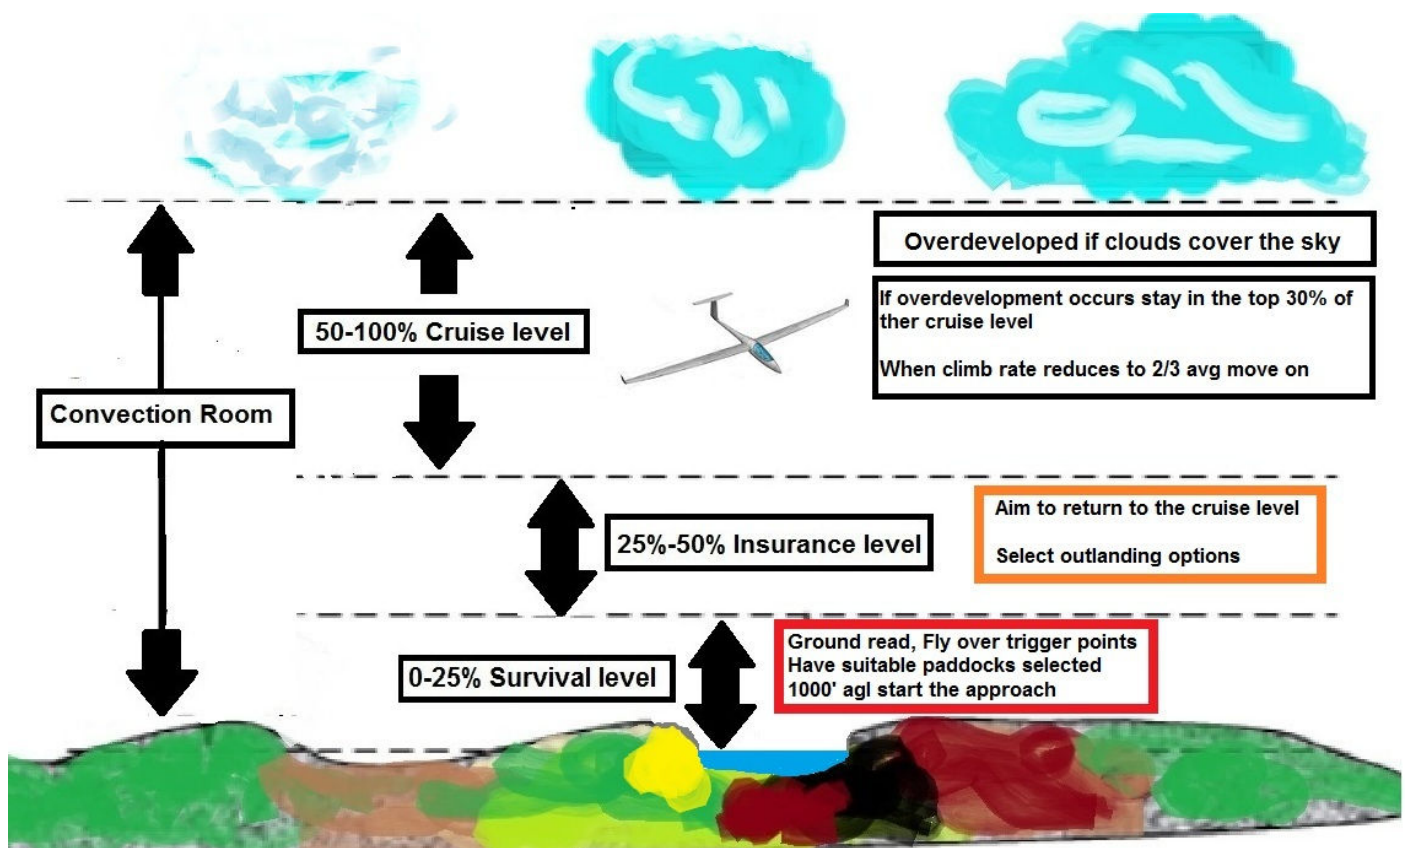 Overdeveloped if clouds cover the sky
If overdevelopment occurs stay in the top 30% of
ther cruise level
When climb rate reduces to 2/3 avg move on
50-100% Cruise level
Convection Room
Aim to return to the cruise level
25%-50% Insurance level
Select outlanding options
Ground read, Fly over trigger points
Have suitable paddocks selected
1000' agl start the approach
0-25% Survival level